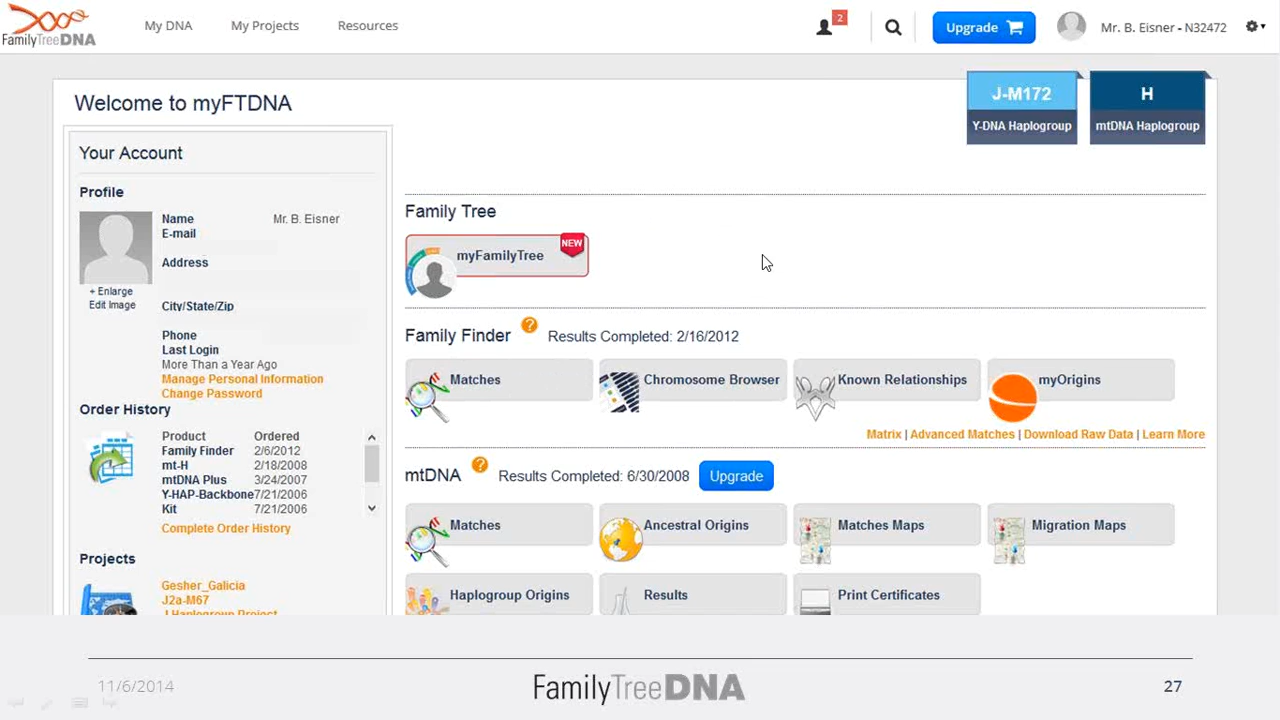 FamilyTreeDNA
My DNA
My Projects
Resources
2
Upgrade
Mr. B. Eisner - N32472
Welcome to myFTDNA
J-M172
Y-DNA Haplogroup
H
mtDNA Haplogroup
Your Account
Profile
Name Mr. B. Eisner
E-mail
Address
+ Enlarge
Edit Image
City/State/Zip
Phone
Last Login
More Than a Year Ago
Manage Personal Information
Change Password
Order History
Product Ordered
Family Finder 2/6/2012
mt-H 2/18/2008
mtDNA Plus 3/24/2007
Y-HAP-Backbone 7/21/2006
Kit 7/21/2006
Complete Order History
Projects
Gesher_Galicia
J2a-M67
J Haplogroup Project
Family Tree
myFamilyTree
NEW
Family Finder ? Results Completed: 2/16/2012
Matches
Chromosome Browser
Known Relationships
myOrigins
Matrix | Advanced Matches | Download Raw Data | Learn More
mtDNA ? Results Completed: 6/30/2008 Upgrade
Matches
Ancestral Origins
Matches Maps
Migration Maps
Haplogroup Origins
Results
Print Certificates
11/6/2014
FamilyTreeDNA
27